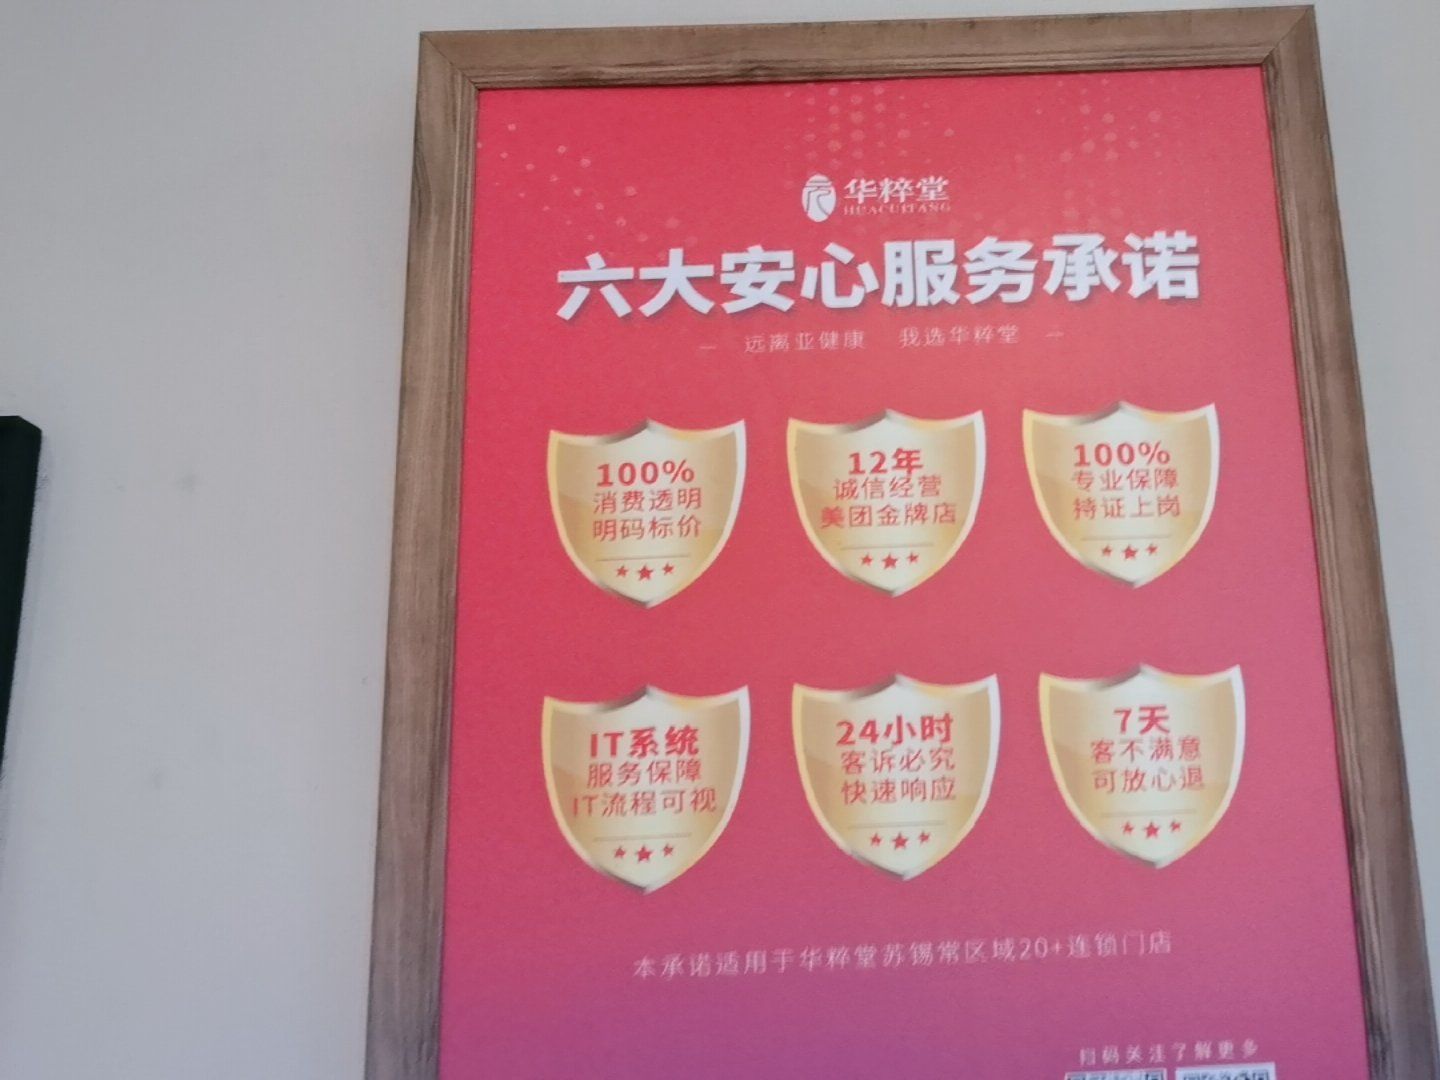 华粹堂
HUACUITANG
六大安心服务承诺
— 远离亚健康 我选华粹堂 —
100%
消费透明
明码标价
12年
诚信经营
美团金牌店
100%
专业保障
持证上岗
IT系统
服务保障
IT流程可视
24小时
客诉必究
快速响应
7天
客不满意
可放心退
本承诺适用于华粹堂苏锡常区域20+连锁门店
扫码关注了解更多